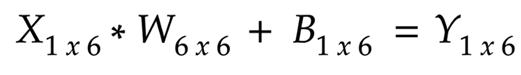 X₁ₓ₆ * W₆ₓ₆ + B₁ₓ₆ = Y₁ₓ₆